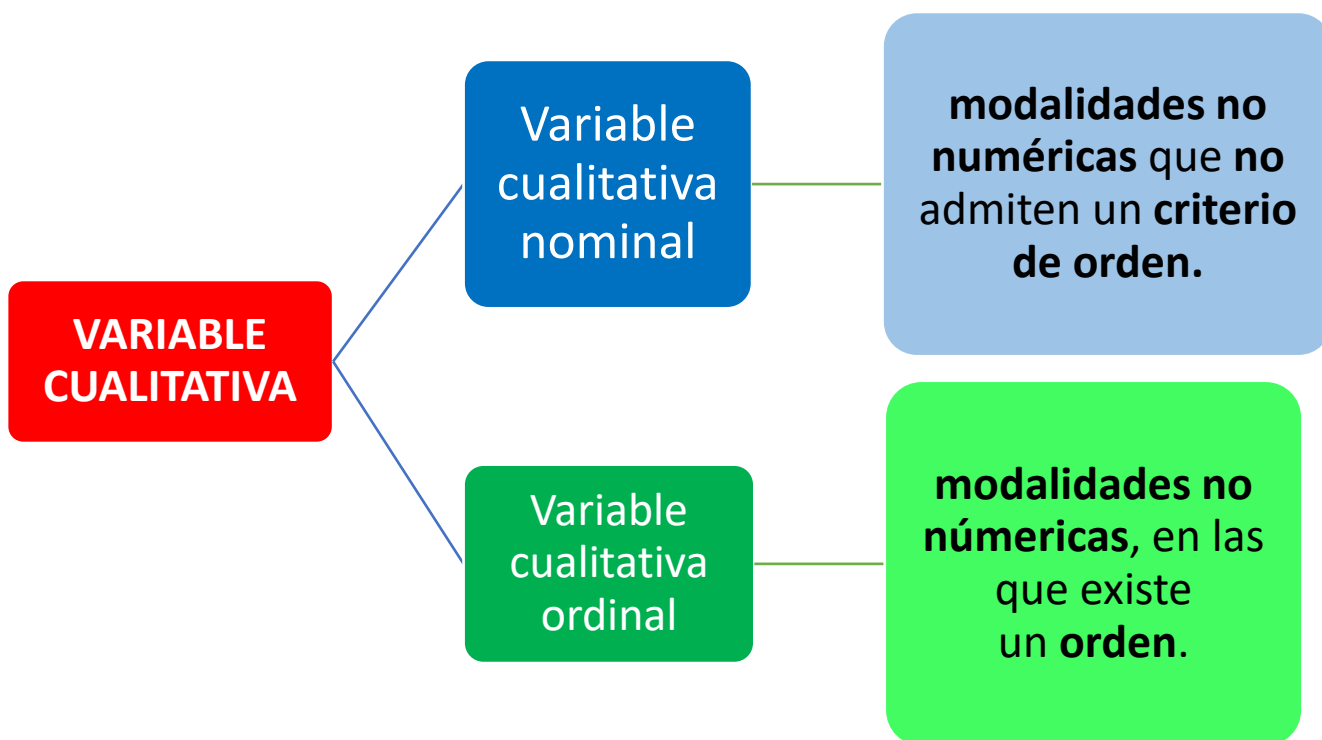 VARIABLE
CUALITATIVA
Variable
cualitativa
nominal
modalidades no
numéricas que no
admiten un criterio
de orden.
Variable
cualitativa
ordinal
modalidades no
númericas, en las
que existe
un orden.